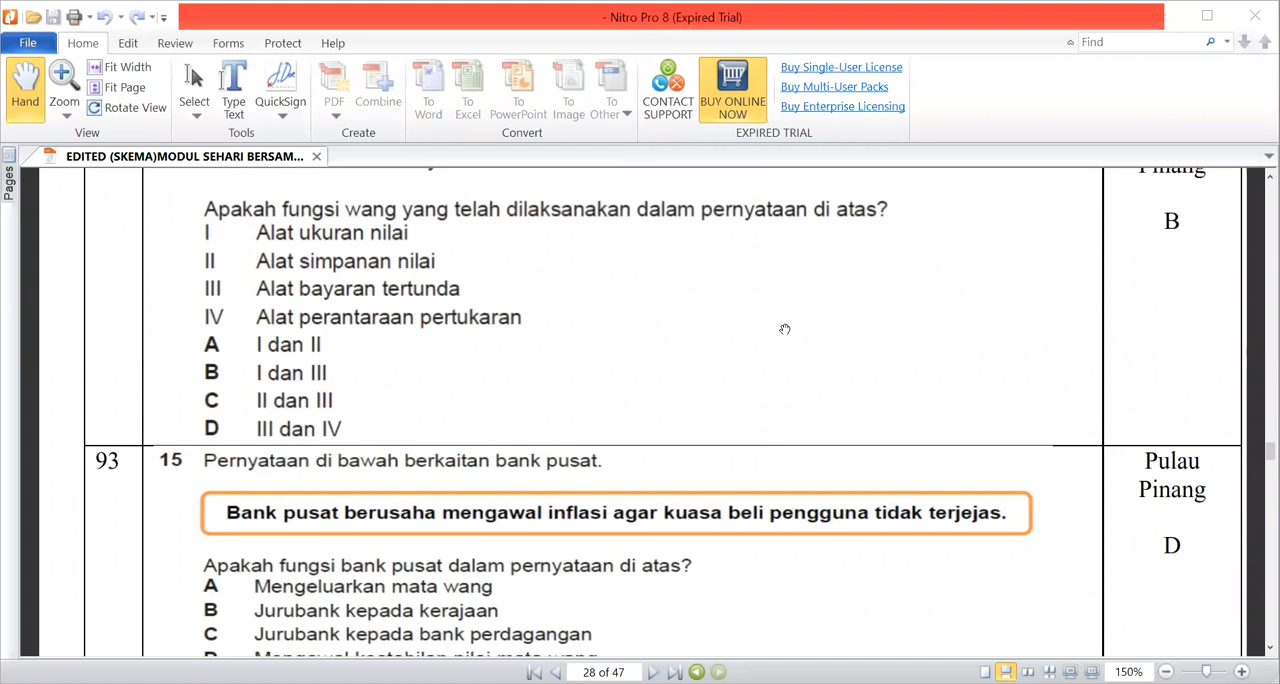 - Nitro Pro 8 (Expired Trial)
File Home Edit Review Forms Protect Help
Find
Hand
Zoom
Fit Width
Fit Page
Rotate View
View
Select
Type Text
QuickSign
Tools
PDF
Combine
Create
To Word
To Excel
To PowerPoint
To Image
To Other
Convert
CONTACT SUPPORT
BUY ONLINE NOW
Buy Single-User License
Buy Multi-User Packs
Buy Enterprise Licensing
EXPIRED TRIAL
Pages
EDITED (SKEMA)MODUL SEHARI BERSAM...
Pinang
Apakah fungsi wang yang telah dilaksanakan dalam pernyataan di atas?
B
I Alat ukuran nilai
II Alat simpanan nilai
III Alat bayaran tertunda
IV Alat perantaraan pertukaran
A I dan II
B I dan III
C II dan III
D III dan IV
93 15 Pernyataan di bawah berkaitan bank pusat.
Pulau
Pinang
D
Bank pusat berusaha mengawal inflasi agar kuasa beli pengguna tidak terjejas.
Apakah fungsi bank pusat dalam pernyataan di atas?
A Mengeluarkan mata wang
B Jurubank kepada kerajaan
C Jurubank kepada bank perdagangan
D Mengawal kestabilan nilai mata wang
28 of 47
150%